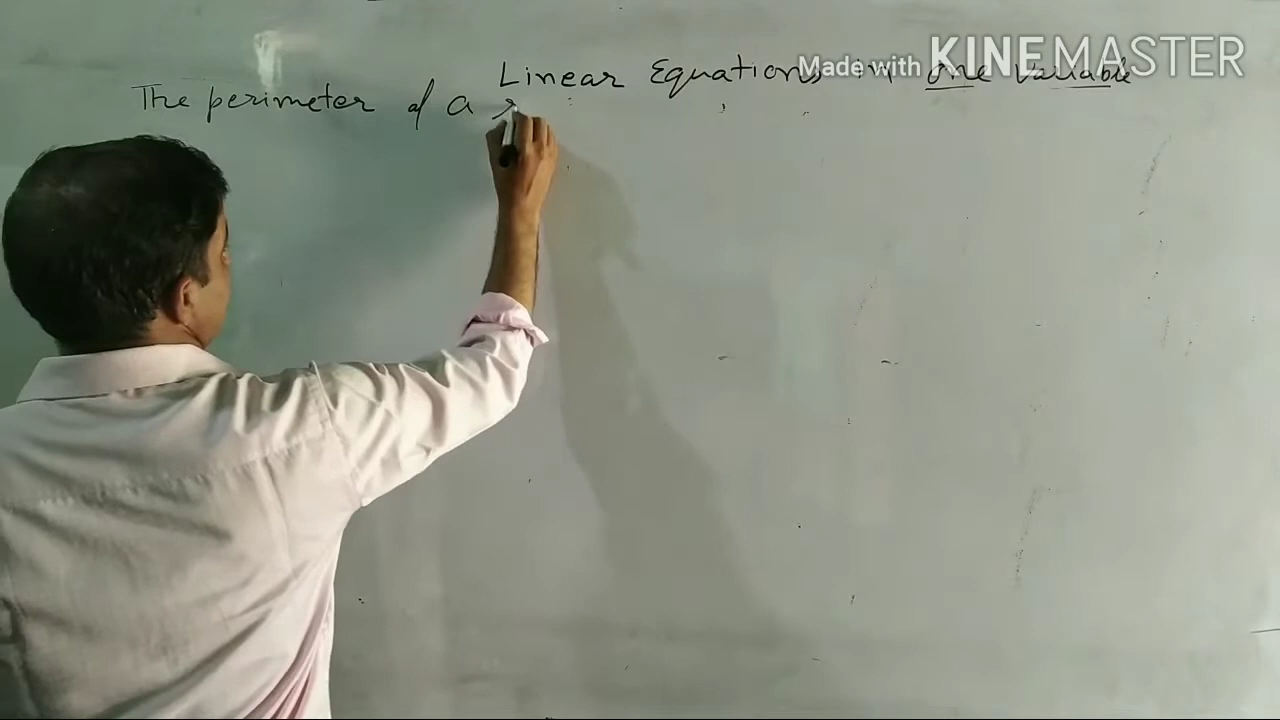 Made with KINEMASTER
Linear Equations in one variable
The perimeter of a